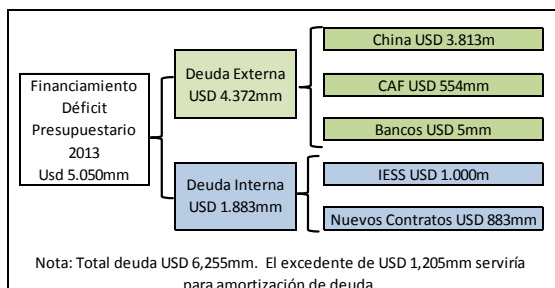 Financiamiento
Déficit
Presupuestario
2013
Usd 5.050mm
Deuda Externa
USD 4.372mm
China USD 3.813m
CAF USD 554mm
Bancos USD 5mm
Deuda Interna
USD 1.883mm
IESS USD 1.000m
Nuevos Contratos USD 883mm
Nota: Total deuda USD 6,255mm. El excedente de USD 1,205mm serviría
para amortización de deuda